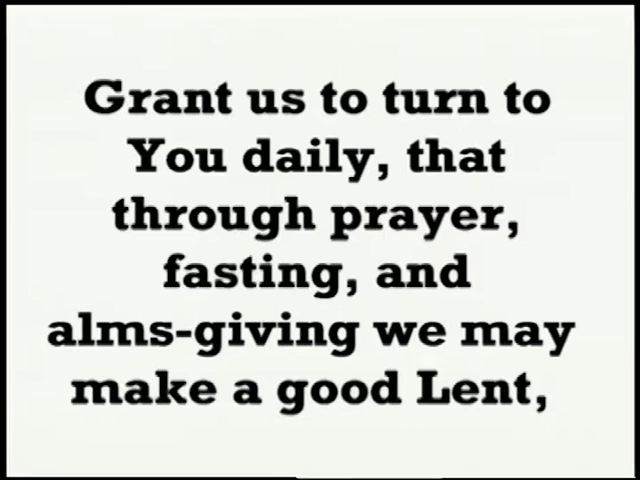 Grant us to turn to
You daily, that
through prayer,
fasting, and
alms-giving we may
make a good Lent,